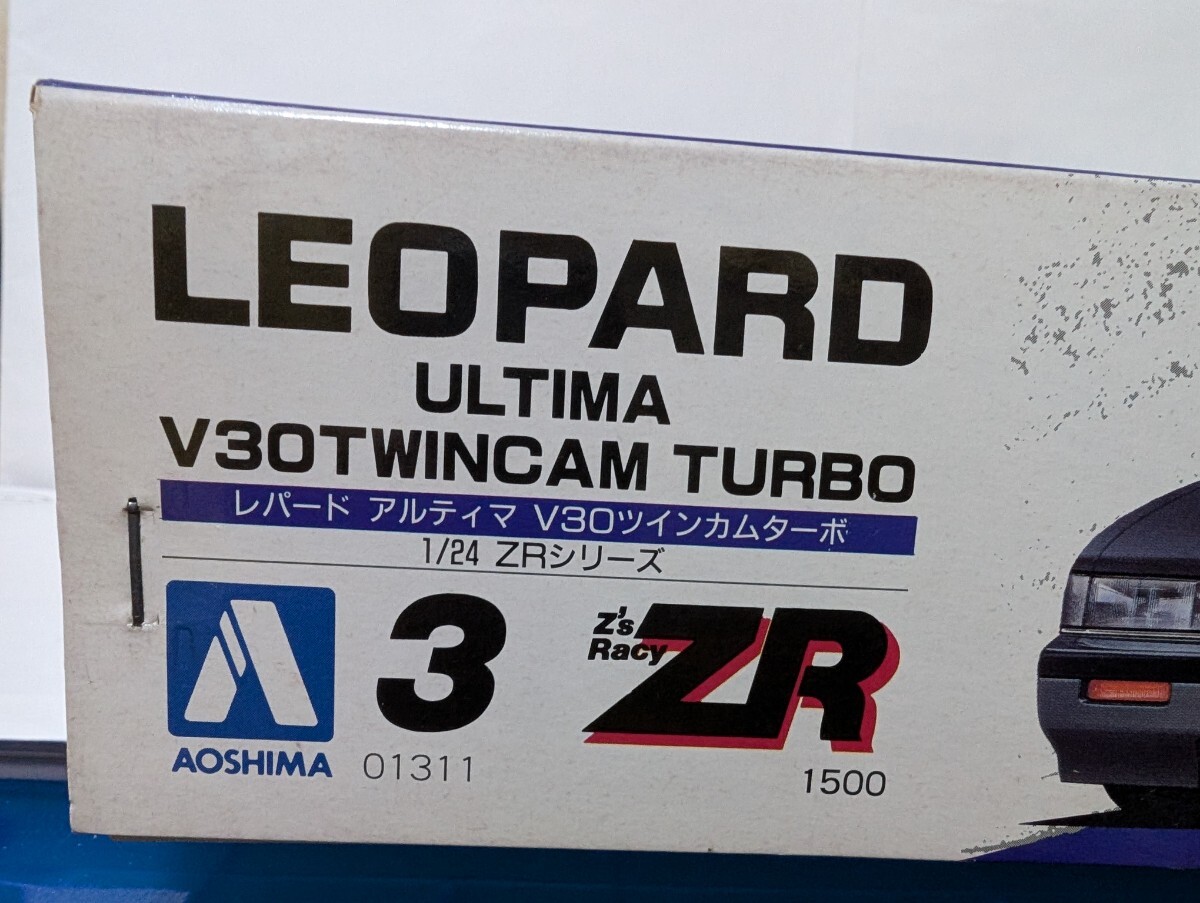 LEOPARD
ULTIMA
V30TWINCAM TURBO
レパード アルティマ V30ツインカムターボ
1/24 ZRシリーズ
AOSHIMA
3
01311
Z's
Racy
ZR
1500